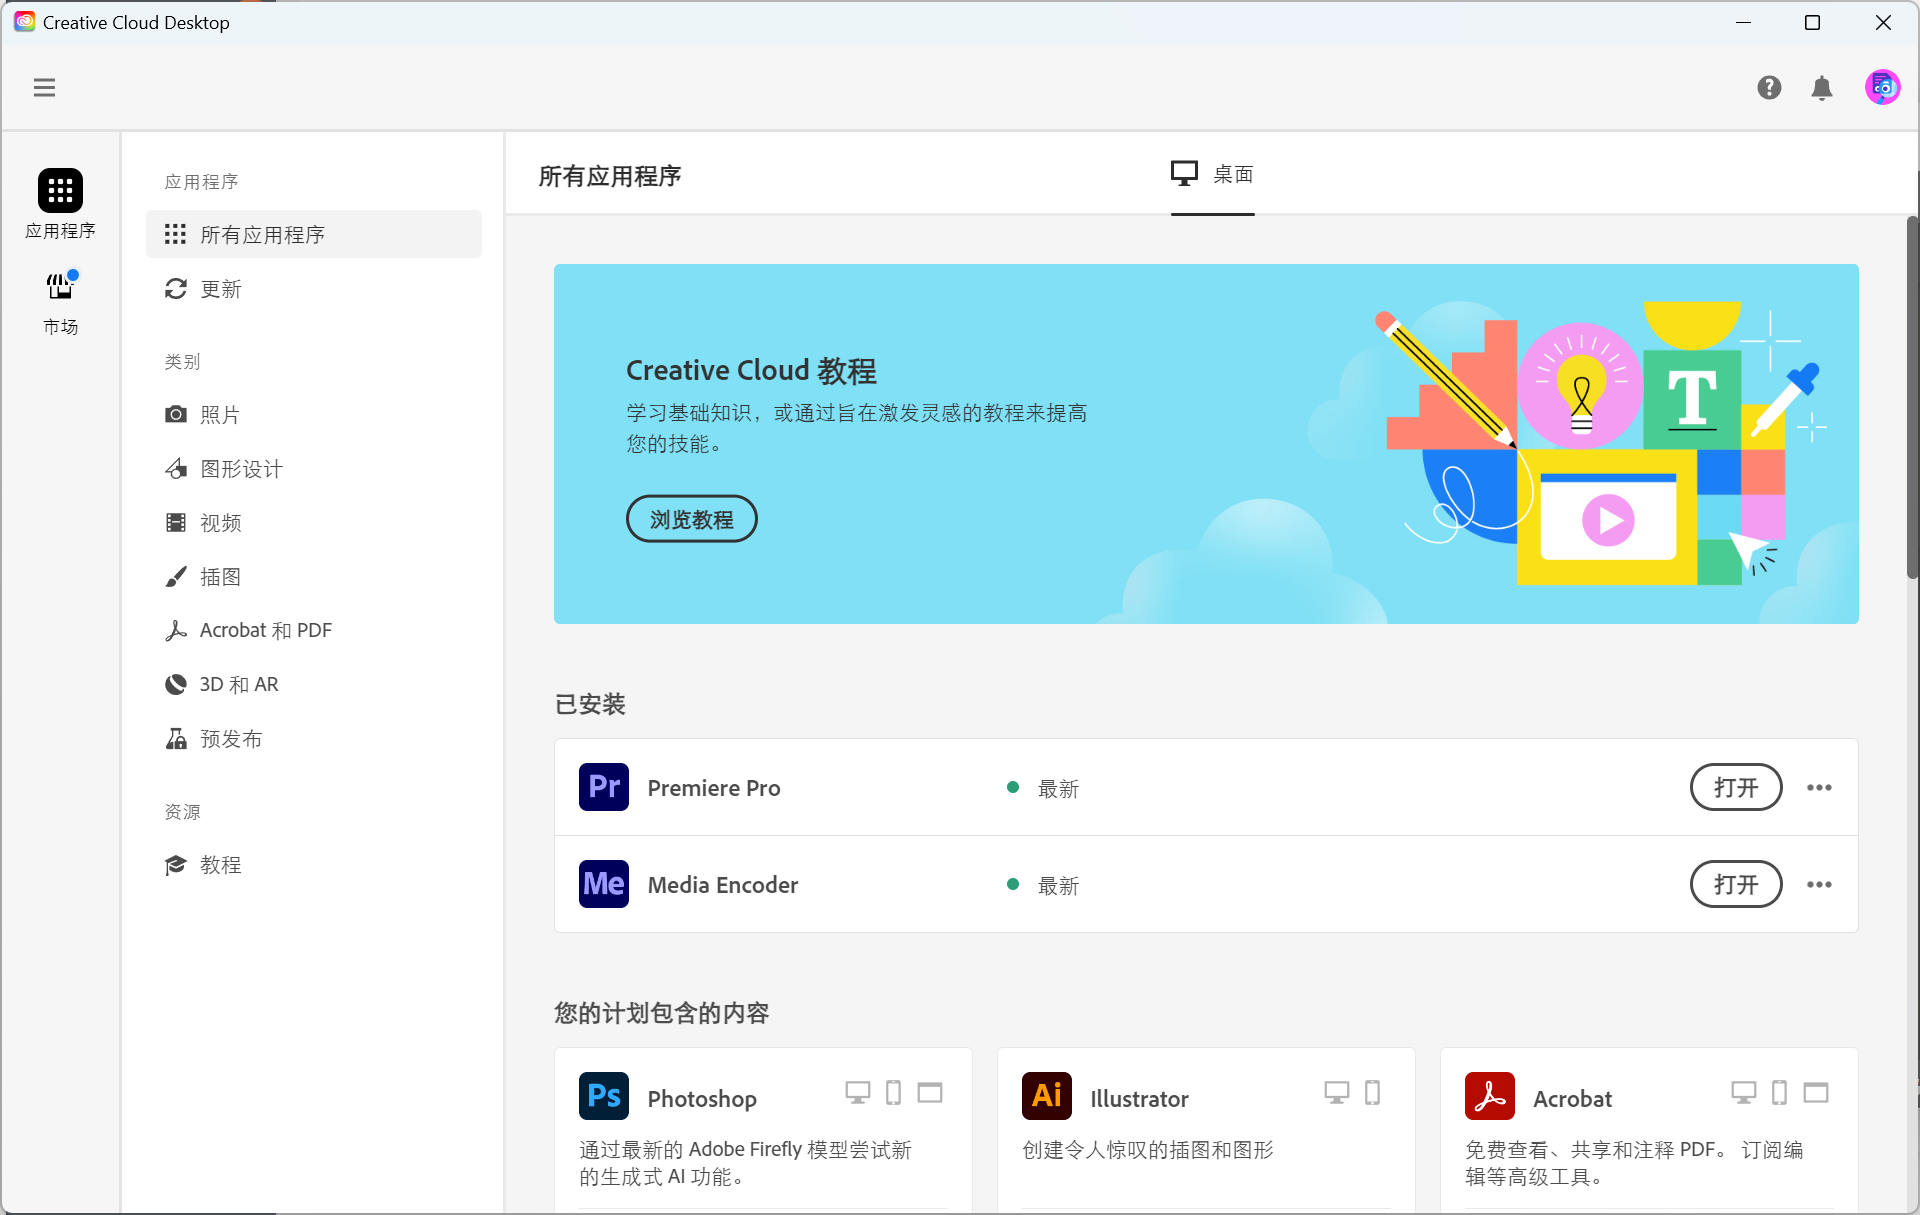 Creative Cloud Desktop
应用程序
市场
应用程序
所有应用程序
更新
类别
照片
图形设计
视频
插图
Acrobat 和 PDF
3D 和 AR
预发布
资源
教程
所有应用程序
桌面
Creative Cloud 教程
学习基础知识，或通过旨在激发灵感的教程来提高
您的技能。
浏览教程
T
已安装
Pr
Premiere Pro
最新
打开
Me
Media Encoder
最新
打开
您的计划包含的内容
Ps
Photoshop
通过最新的 Adobe Firefly 模型尝试新
的生成式 AI 功能。
Ai
Illustrator
创建令人惊叹的插图和图形
Acrobat
免费查看、共享和注释 PDF。 订阅编
辑等高级工具。